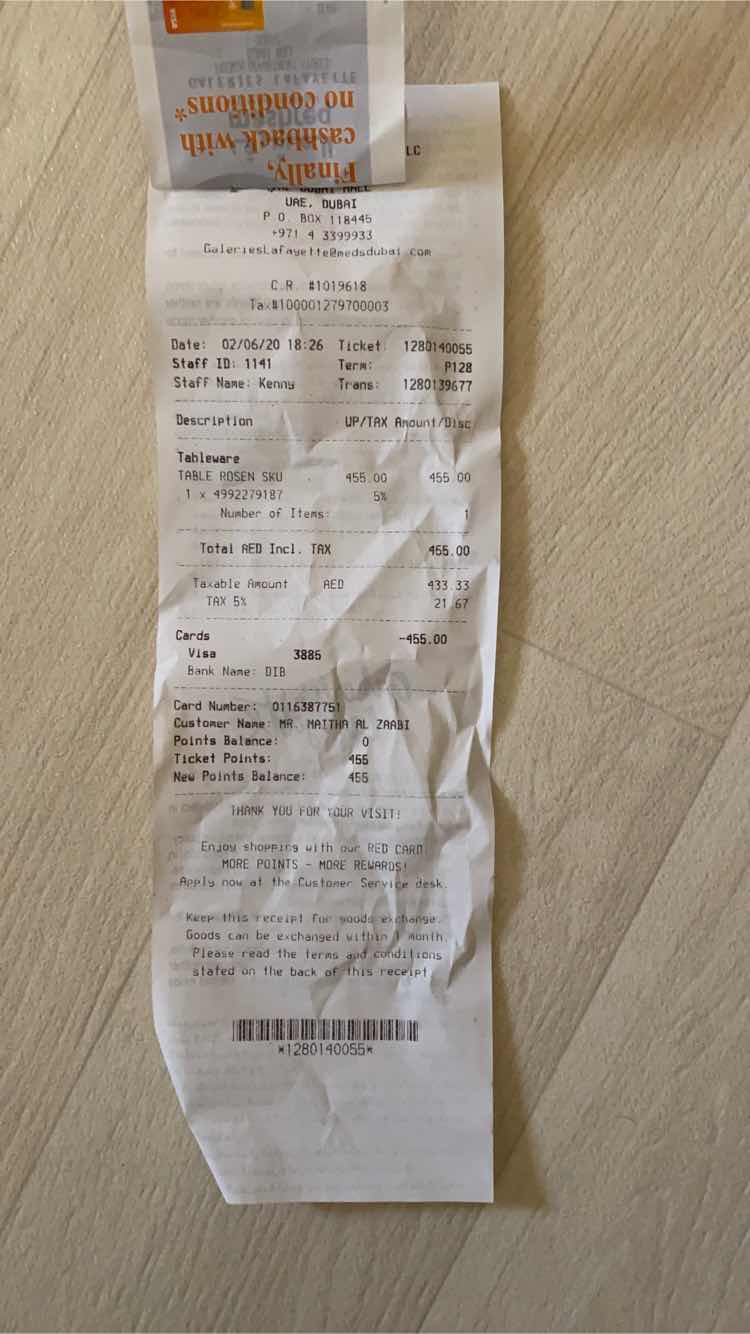 GALERIES LAFAYETTE
Finally,
cashback with
no conditions*
mashreq
VISA
LC
UAE, DUBAI
P.O. BOX 118445
+971 4 3399933
GaleriesLafayette@medsdubai.com
C.R. #1019618
Tax#100001279700003
Date: 02/06/20 18:26 Ticket: 1280140055
Staff ID: 1141 Term: P128
Staff Name: Kenny Trans: 1280139677
Description UP/TAX Amount/Disc
Tableware
TABLE ROSEN SKU 455.00 455.00
1 x 4992279187 5%
Number of Items: 1
Total AED Incl. TAX 455.00
Taxable Amount AED 433.33
TAX 5% 21.67
Cards -455.00
Visa 3885
Bank Name: DIB
Card Number: 0116387751
Customer Name: MR. MAITHA AL ZAABI
Points Balance: 0
Ticket Points: 455
New Points Balance: 455
THANK YOU FOR YOUR VISIT!
Enjoy shopping with our RED CARD
MORE POINTS - MORE REWARDS!
Apply now at the Customer Service desk.
Keep this receipt for goods exchange.
Goods can be exchanged within 1 month.
Please read the terms and conditions
stated on the back of this receipt
*1280140055*